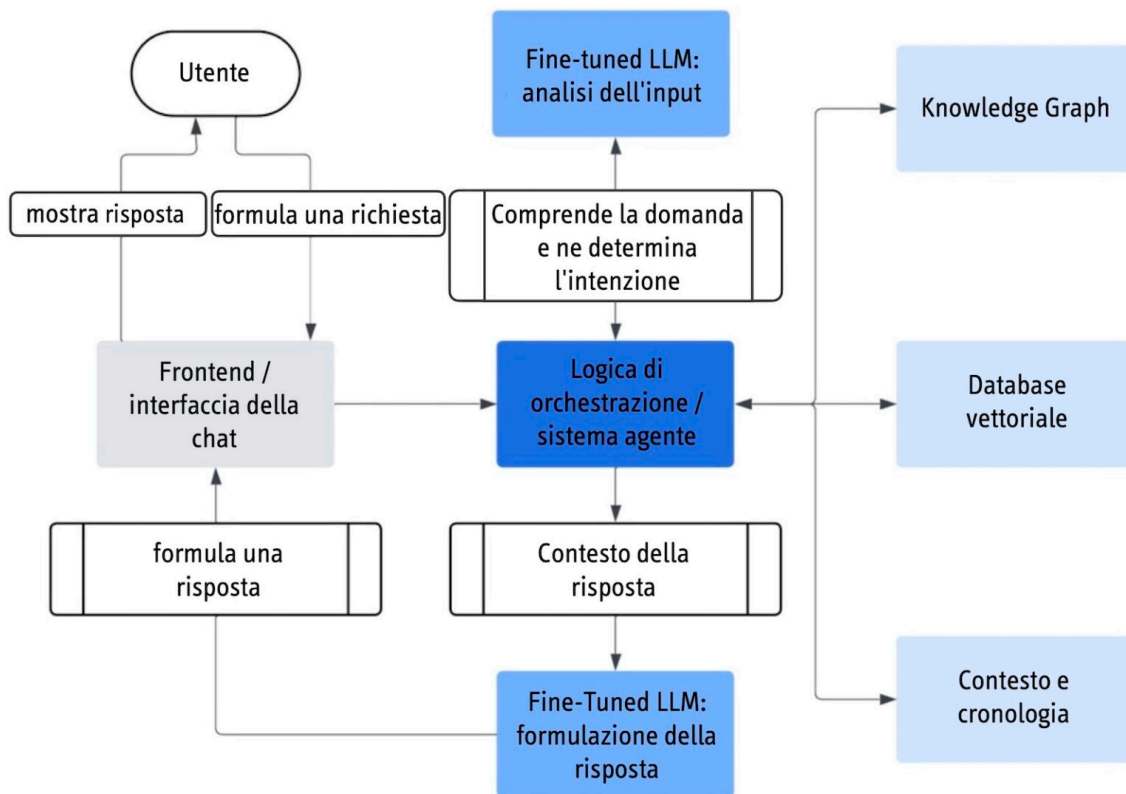 Utente
Fine-tuned LLM:
analisi dell'input
Knowledge Graph
mostra risposta
formula una richiesta
Comprende la domanda
e ne determina
l'intenzione
Frontend /
interfaccia della
chat
Logica di
orchestrazione /
sistema agente
Database
vettoriale
formula una
risposta
Contesto della
risposta
Fine-Tuned LLM:
formulazione della
risposta
Contesto e
cronologia